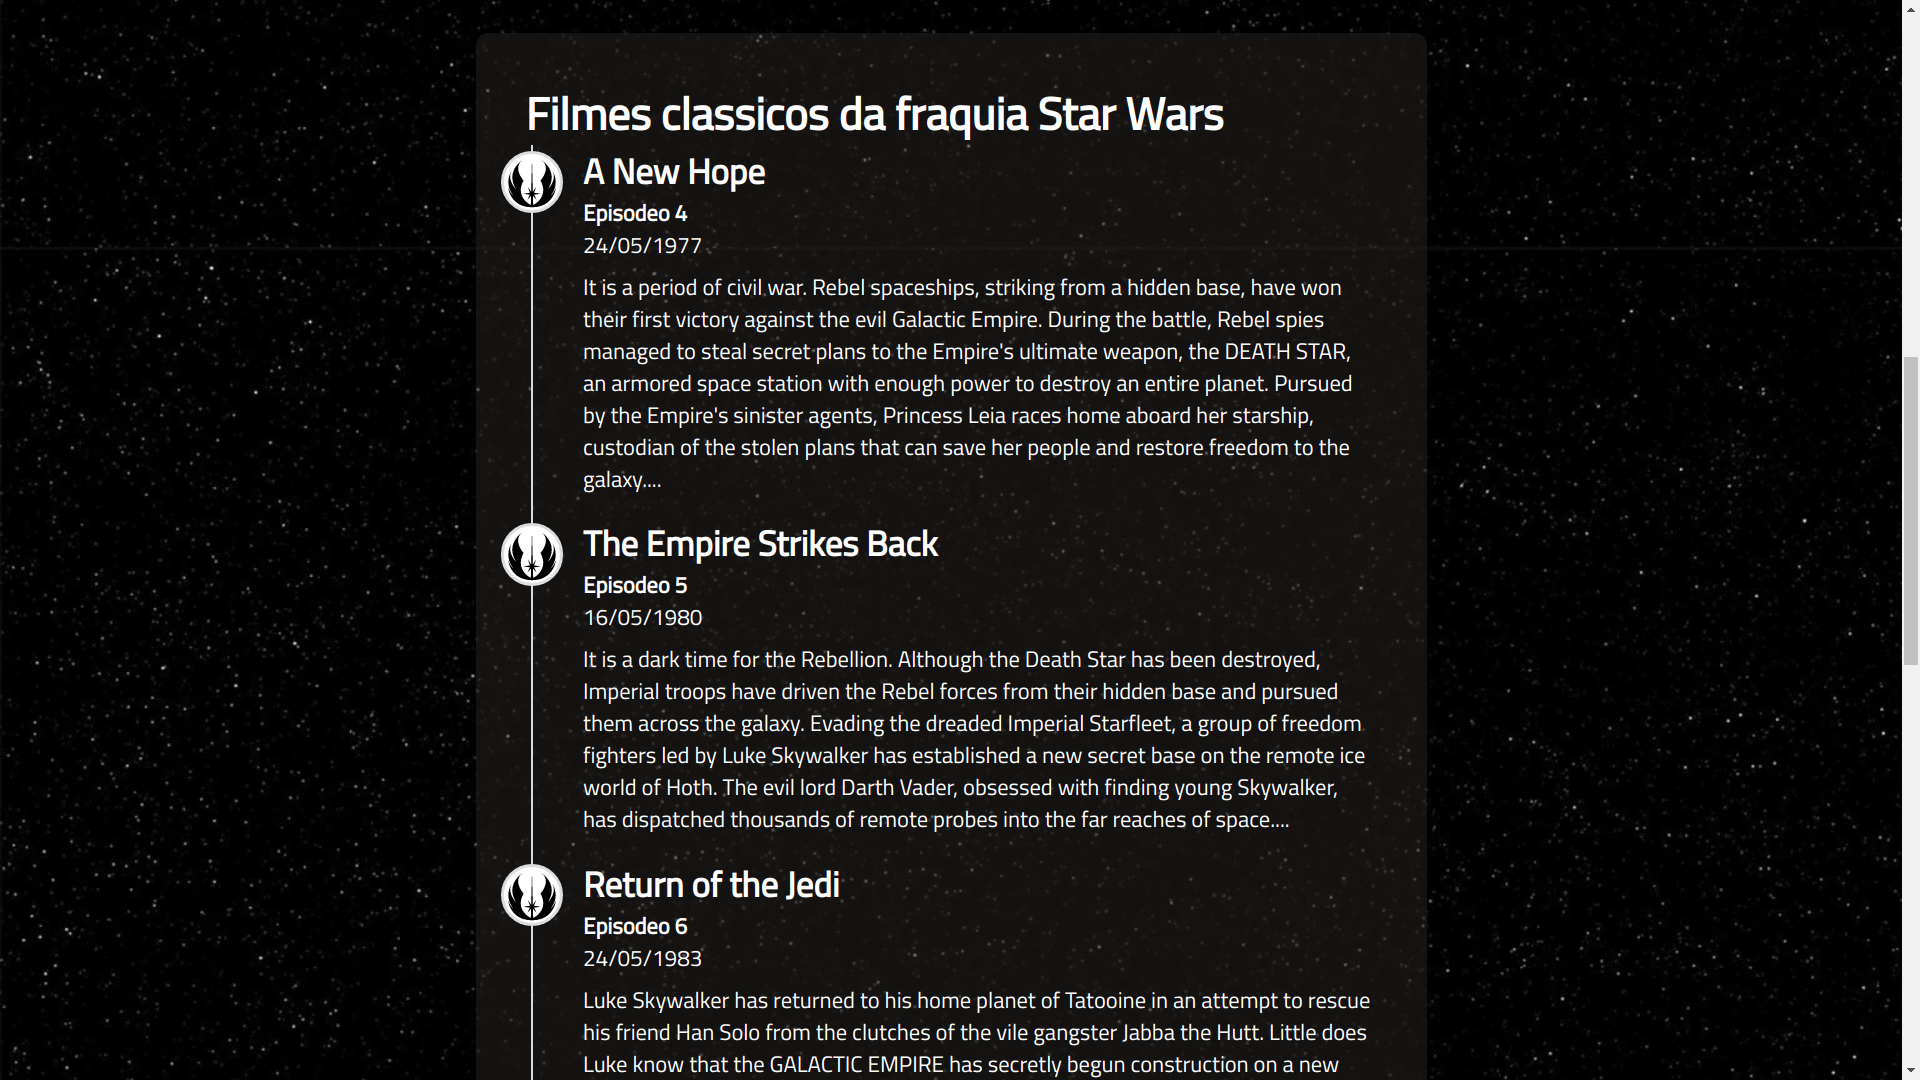 Filmes classicos da fraquia Star Wars
A New Hope
Episodeo 4
24/05/1977
It is a period of civil war. Rebel spaceships, striking from a hidden base, have won
their first victory against the evil Galactic Empire. During the battle, Rebel spies
managed to steal secret plans to the Empire's ultimate weapon, the DEATH STAR,
an armored space station with enough power to destroy an entire planet. Pursued
by the Empire's sinister agents, Princess Leia races home aboard her starship,
custodian of the stolen plans that can save her people and restore freedom to the
galaxy....
The Empire Strikes Back
Episodeo 5
16/05/1980
It is a dark time for the Rebellion. Although the Death Star has been destroyed,
Imperial troops have driven the Rebel forces from their hidden base and pursued
them across the galaxy. Evading the dreaded Imperial Starfleet, a group of freedom
fighters led by Luke Skywalker has established a new secret base on the remote ice
world of Hoth. The evil lord Darth Vader, obsessed with finding young Skywalker,
has dispatched thousands of remote probes into the far reaches of space....
Return of the Jedi
Episodeo 6
24/05/1983
Luke Skywalker has returned to his home planet of Tatooine in an attempt to rescue
his friend Han Solo from the clutches of the vile gangster Jabba the Hutt. Little does
Luke know that the GALACTIC EMPIRE has secretly begun construction on a new